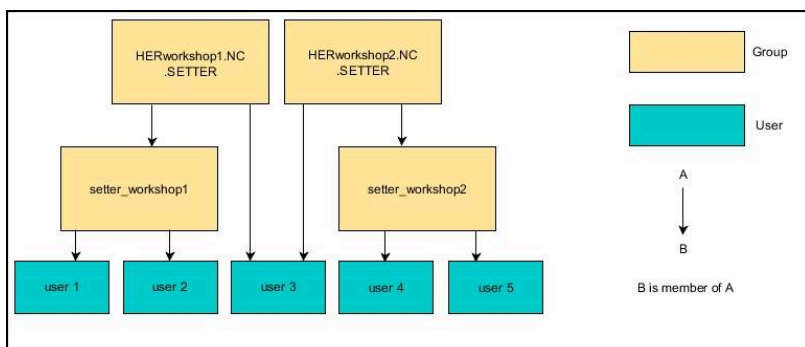 HERworkshop1.NC
.SETTER
HERworkshop2.NC
.SETTER
Group
User
setter_workshop1
setter_workshop2
A
B
user 1
user 2
user 3
user 4
user 5
B is member of A